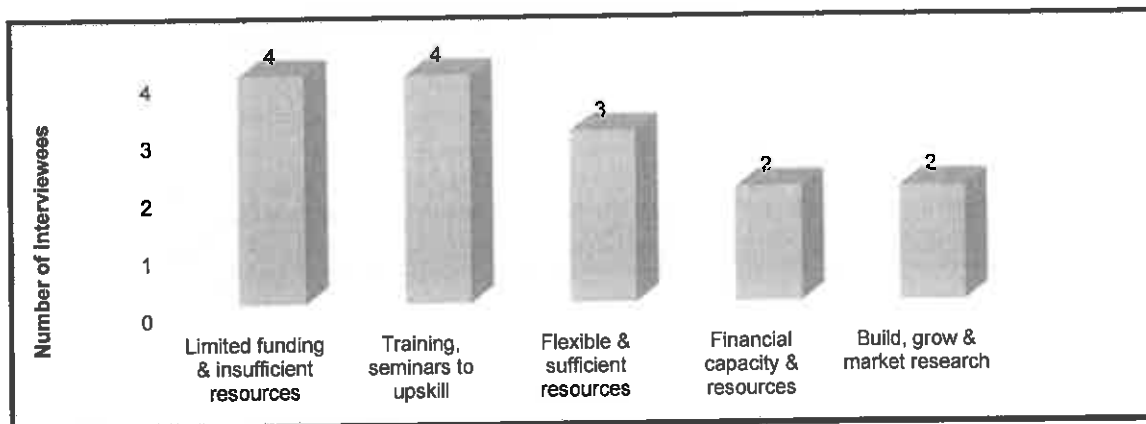 Number of Interviewees
4
3
2
1
0
4
4
3
2
2
Limited funding
& insufficient
resources
Training,
seminars to
upskill
Flexible &
sufficient
resources
Financial
capacity &
resources
Build, grow &
market research